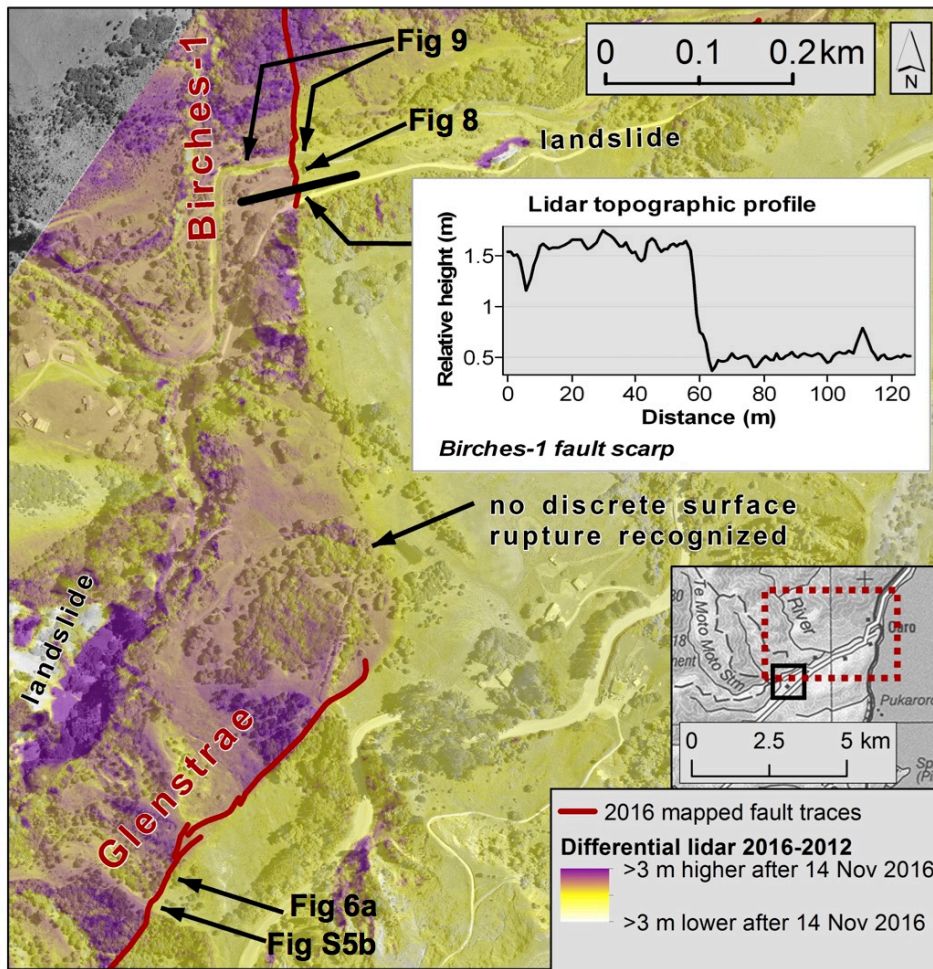 Fig 9
0 0.1 0.2km
N
Fig 8
landslide
Birches-1
Lidar topographic profile
Relative height (m)
1.5
1
0.5
0 20 40 60 80 100 120
Distance (m)
Birches-1 fault scarp
no discrete surface
rupture recognized
landslide
Glenstrae
Fig 6a
Fig S5b
Te Moto Moto Stm
River
Oaro
Pukaroro
0 2.5 5 km
2016 mapped fault traces
Differential lidar 2016-2012
>3 m higher after 14 Nov 2016
>3 m lower after 14 Nov 2016